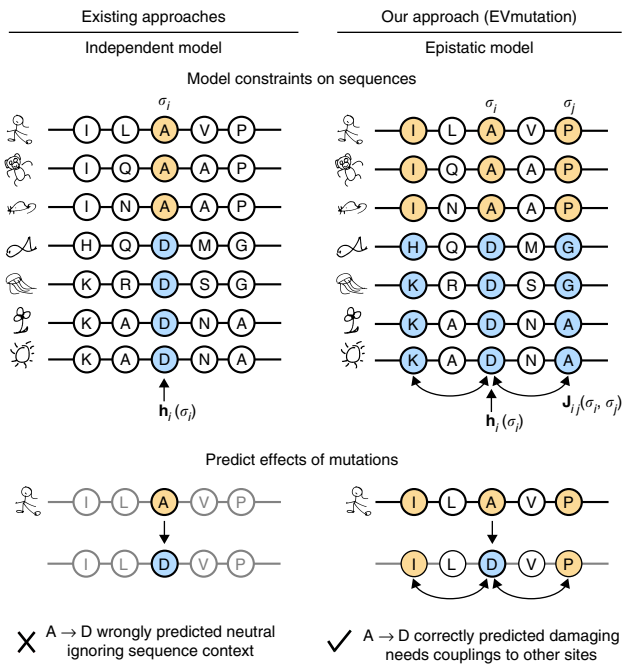 Existing approaches
Independent model
Our approach (EVmutation)
Epistatic model
Model constraints on sequences
σi
σi σj
I L A V P
I L A V P
I Q A A P
I Q A A P
I N A A P
I N A A P
H Q D M G
H Q D M G
K R D S G
K R D S G
K A D N A
K A D N A
K A D N A
K A D N A
hi(σi)
hi(σi)
Jij(σi, σj)
Predict effects of mutations
I L A V P
I L A V P
I L D V P
I L D V P
A → D wrongly predicted neutral
ignoring sequence context
A → D correctly predicted damaging
needs couplings to other sites